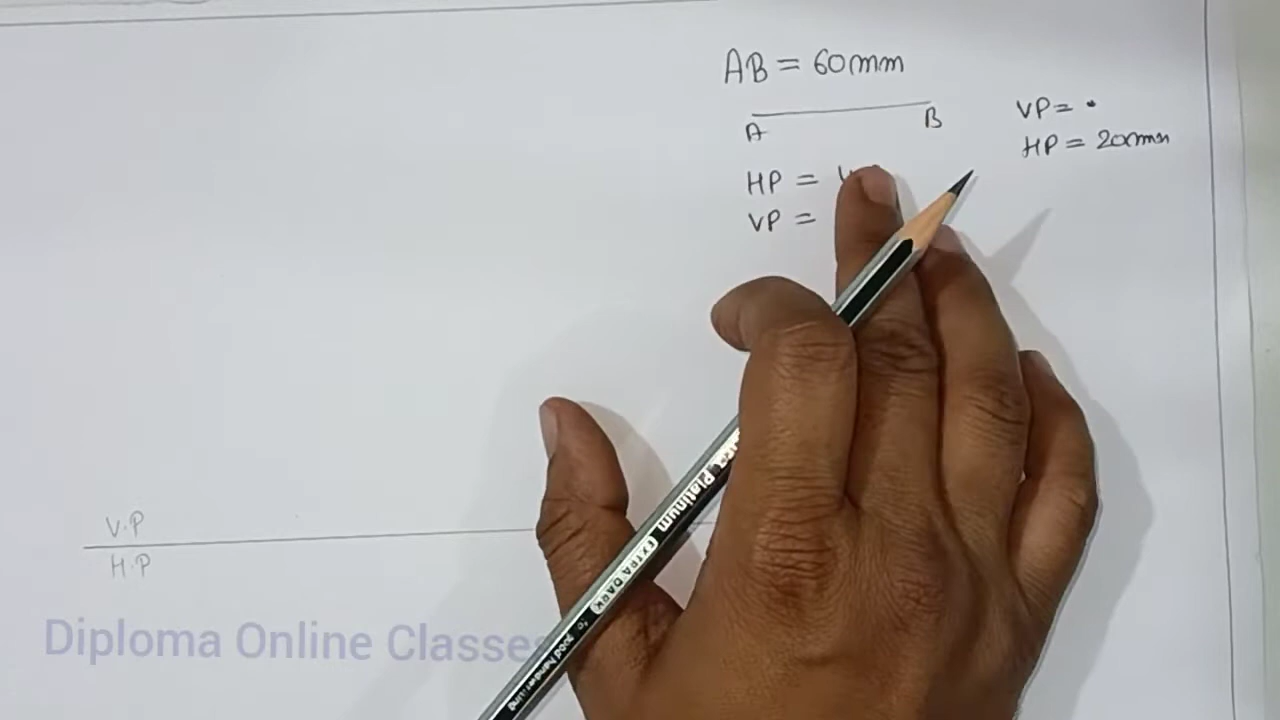 AB = 60mm
A B
VP = •
HP = 20mm
HP =
VP =
V.P
H.P
Diploma Online Classes
Platinum
EXTRA DARK